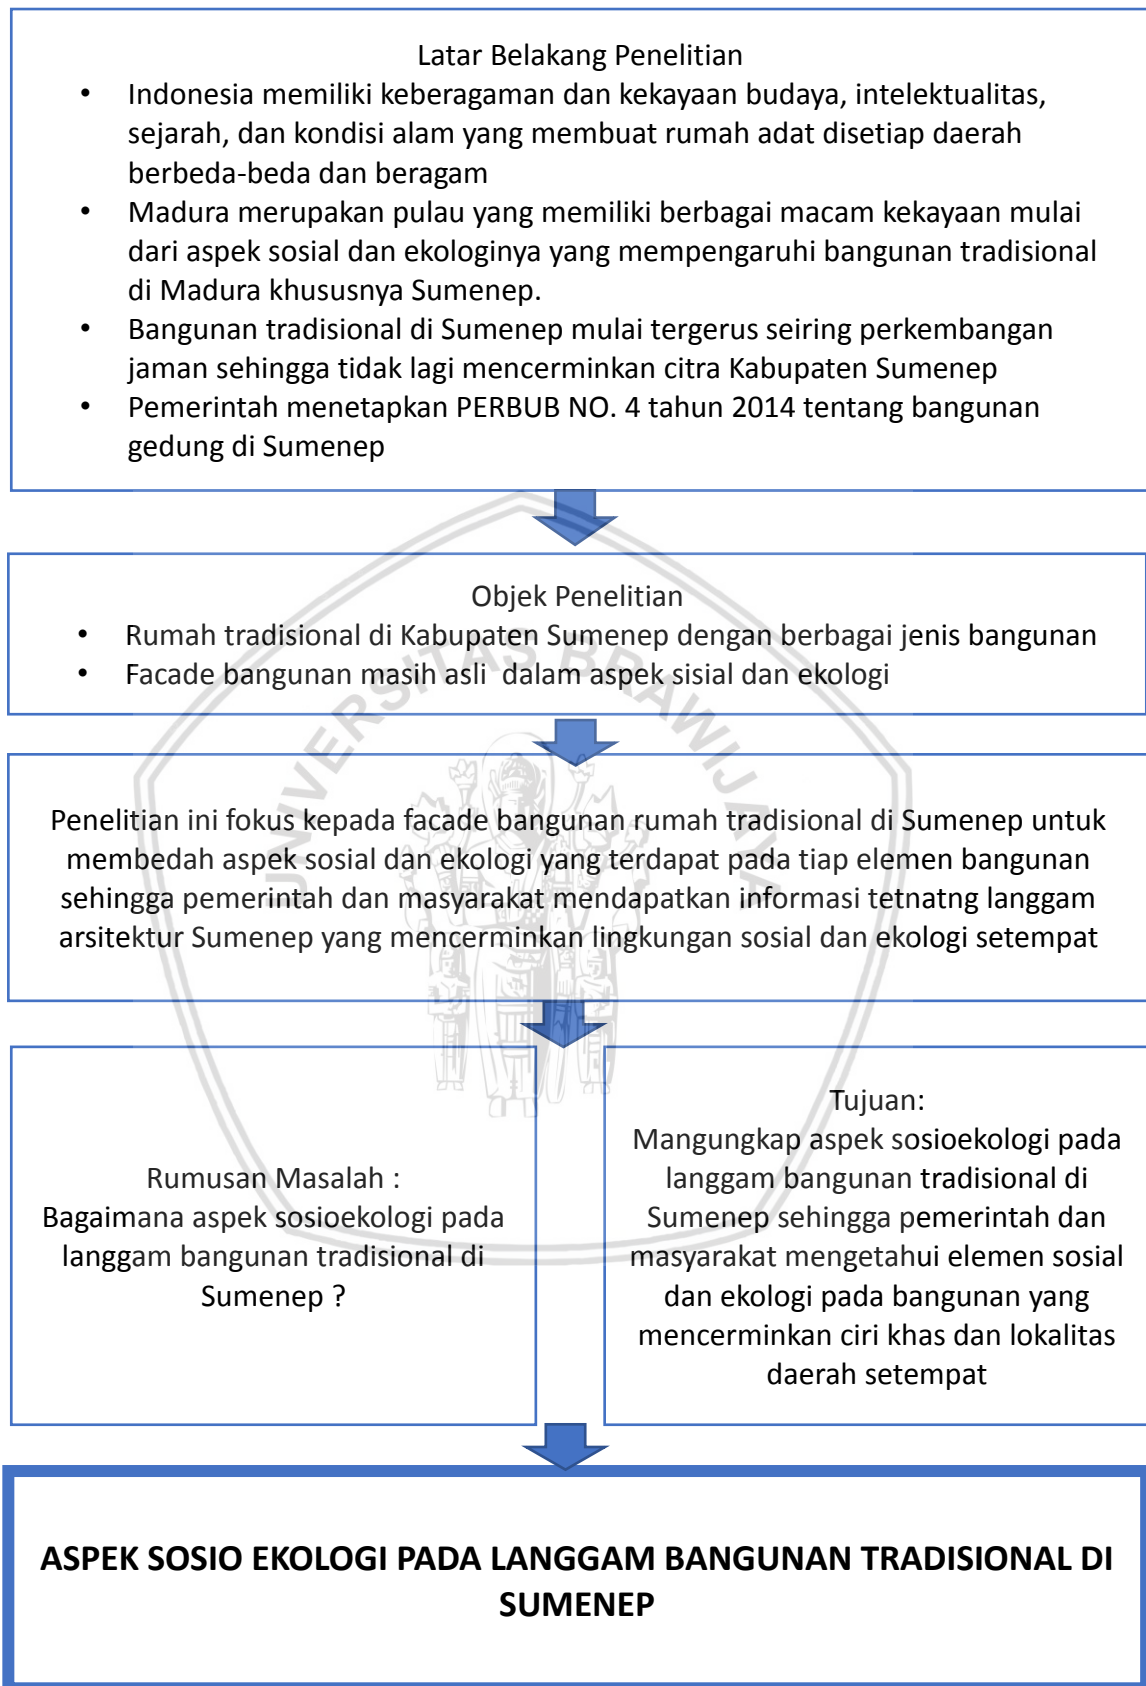 Latar Belakang Penelitian
• Indonesia memiliki keberagaman dan kekayaan budaya, intelektualitas,
sejarah, dan kondisi alam yang membuat rumah adat disetiap daerah
berbeda-beda dan beragam
• Madura merupakan pulau yang memiliki berbagai macam kekayaan mulai
dari aspek sosial dan ekologinya yang mempengaruhi bangunan tradisional
di Madura khususnya Sumenep.
• Bangunan tradisional di Sumenep mulai tergerus seiring perkembangan
jaman sehingga tidak lagi mencerminkan citra Kabupaten Sumenep
• Pemerintah menetapkan PERBUB NO. 4 tahun 2014 tentang bangunan
gedung di Sumenep
Objek Penelitian
• Rumah tradisional di Kabupaten Sumenep dengan berbagai jenis bangunan
• Facade bangunan masih asli dalam aspek sisial dan ekologi
UNIVERSITAS BRAWIJAYA
Penelitian ini fokus kepada facade bangunan rumah tradisional di Sumenep untuk
membedah aspek sosial dan ekologi yang terdapat pada tiap elemen bangunan
sehingga pemerintah dan masyarakat mendapatkan informasi tetnatng langgam
arsitektur Sumenep yang mencerminkan lingkungan sosial dan ekologi setempat
Rumusan Masalah :
Bagaimana aspek sosioekologi pada
langgam bangunan tradisional di
Sumenep ?
Tujuan:
Mangungkap aspek sosioekologi pada
langgam bangunan tradisional di
Sumenep sehingga pemerintah dan
masyarakat mengetahui elemen sosial
dan ekologi pada bangunan yang
mencerminkan ciri khas dan lokalitas
daerah setempat
ASPEK SOSIO EKOLOGI PADA LANGGAM BANGUNAN TRADISIONAL DI
SUMENEP